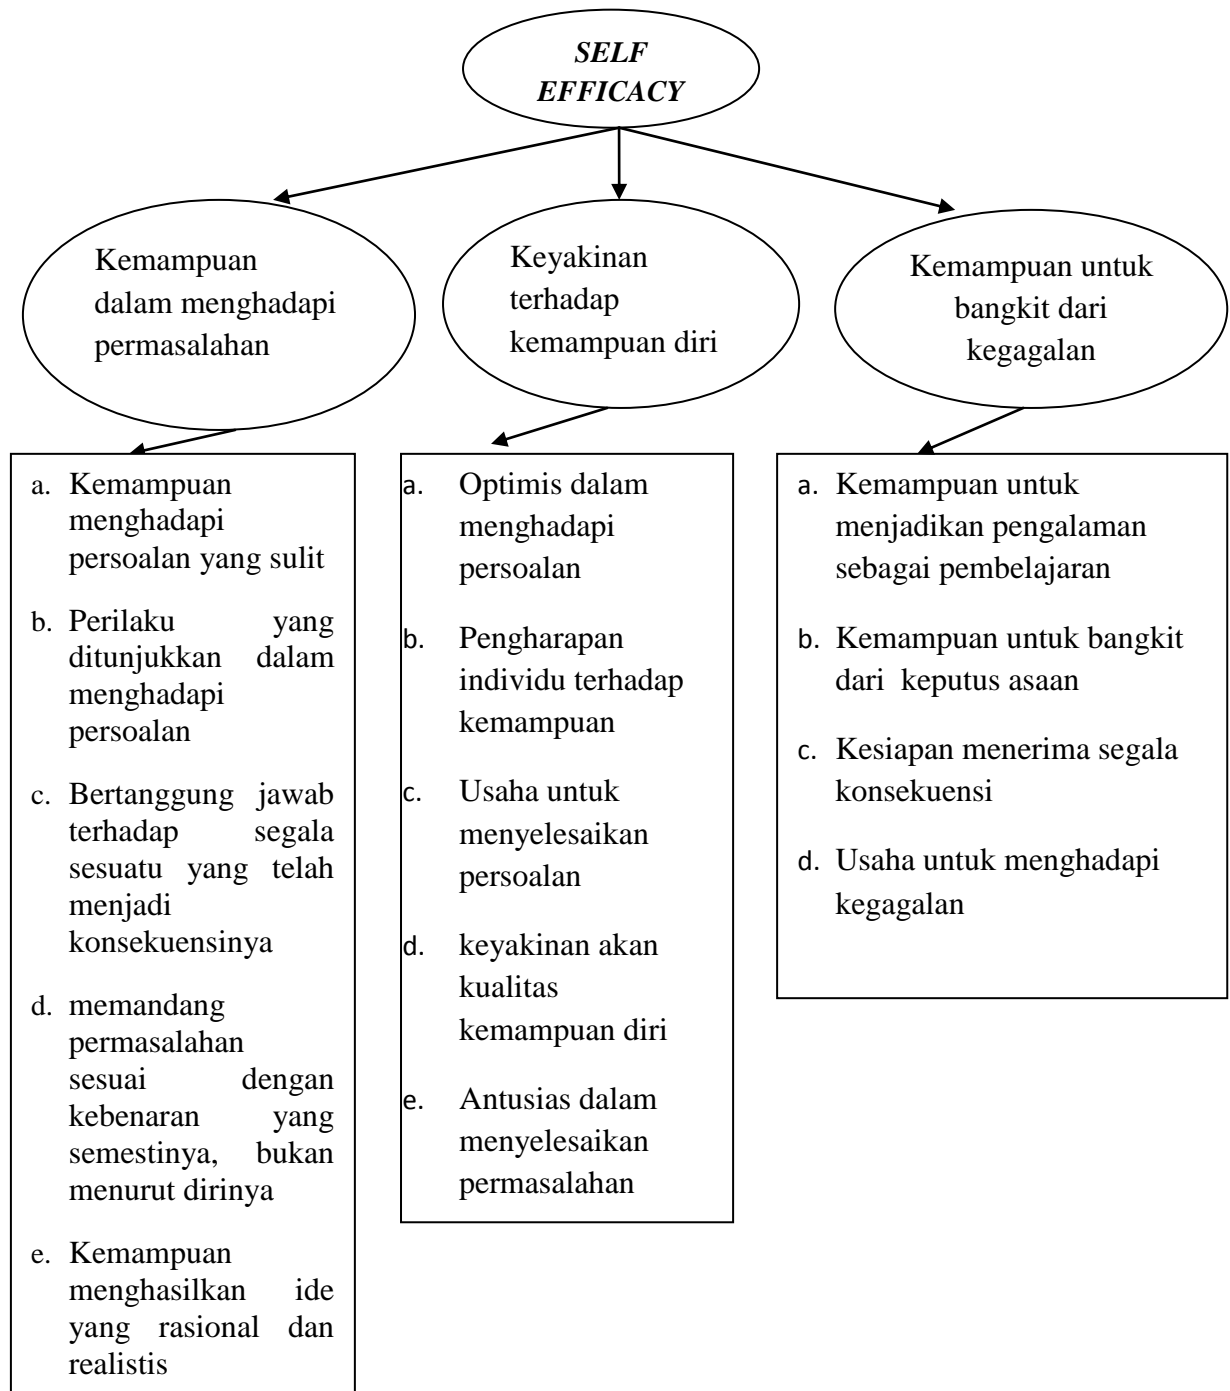 SELF
EFFICACY
Kemampuan
dalam menghadapi
permasalahan
Keyakinan
terhadap
kemampuan diri
Kemampuan untuk
bangkit dari
kegagalan
a. Kemampuan
menghadapi
persoalan yang sulit
b. Perilaku yang
ditunjukkan dalam
menghadapi
persoalan
c. Bertanggung jawab
terhadap segala
sesuatu yang telah
menjadi
konsekuensinya
d. memandang
permasalahan
sesuai dengan
kebenaran yang
semestinya, bukan
menurut dirinya
e. Kemampuan
menghasilkan ide
yang rasional dan
realistis
a. Optimis dalam
menghadapi
persoalan
b. Pengharapan
individu terhadap
kemampuan
c. Usaha untuk
menyelesaikan
persoalan
d. keyakinan akan
kualitas
kemampuan diri
e. Antusias dalam
menyelesaikan
permasalahan
a. Kemampuan untuk
menjadikan pengalaman
sebagai pembelajaran
b. Kemampuan untuk bangkit
dari keputus asaan
c. Kesiapan menerima segala
konsekuensi
d. Usaha untuk menghadapi
kegagalan